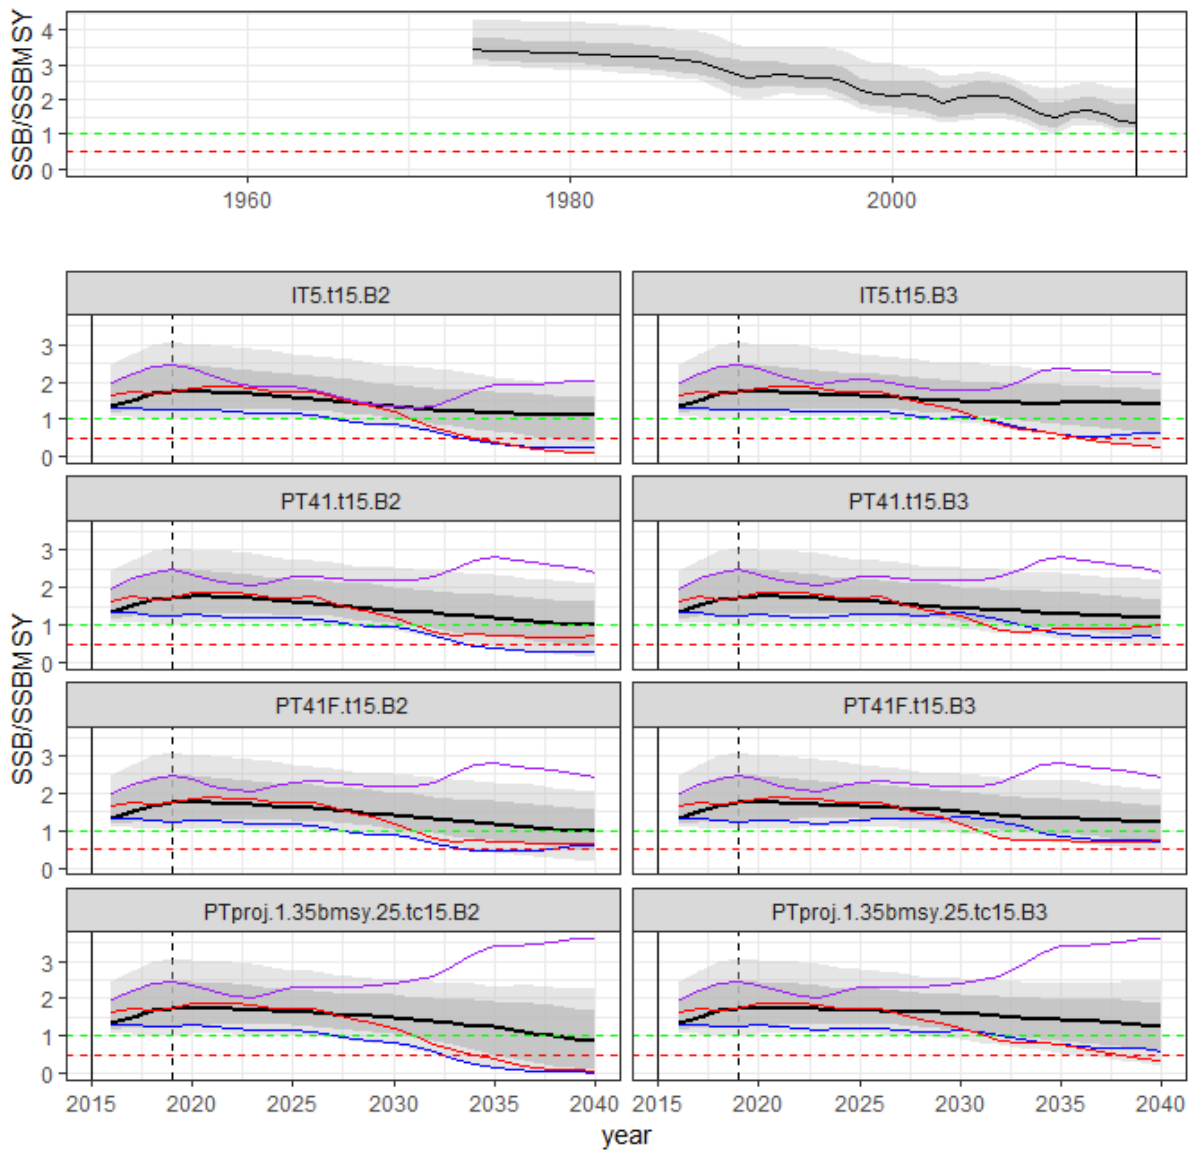 SSB/SSBMSY
4
3
2
1
0
1960 1980 2000
SSB/SSBMSY
IT5.t15.B2 IT5.t15.B3
3
2
1
0
PT41.t15.B2 PT41.t15.B3
3
2
1
0
PT41F.t15.B2 PT41F.t15.B3
3
2
1
0
PTproj.1.35bmsy.25.tc15.B2 PTproj.1.35bmsy.25.tc15.B3
3
2
1
0
2015 2020 2025 2030 2035 2040 2015 2020 2025 2030 2035 2040
year